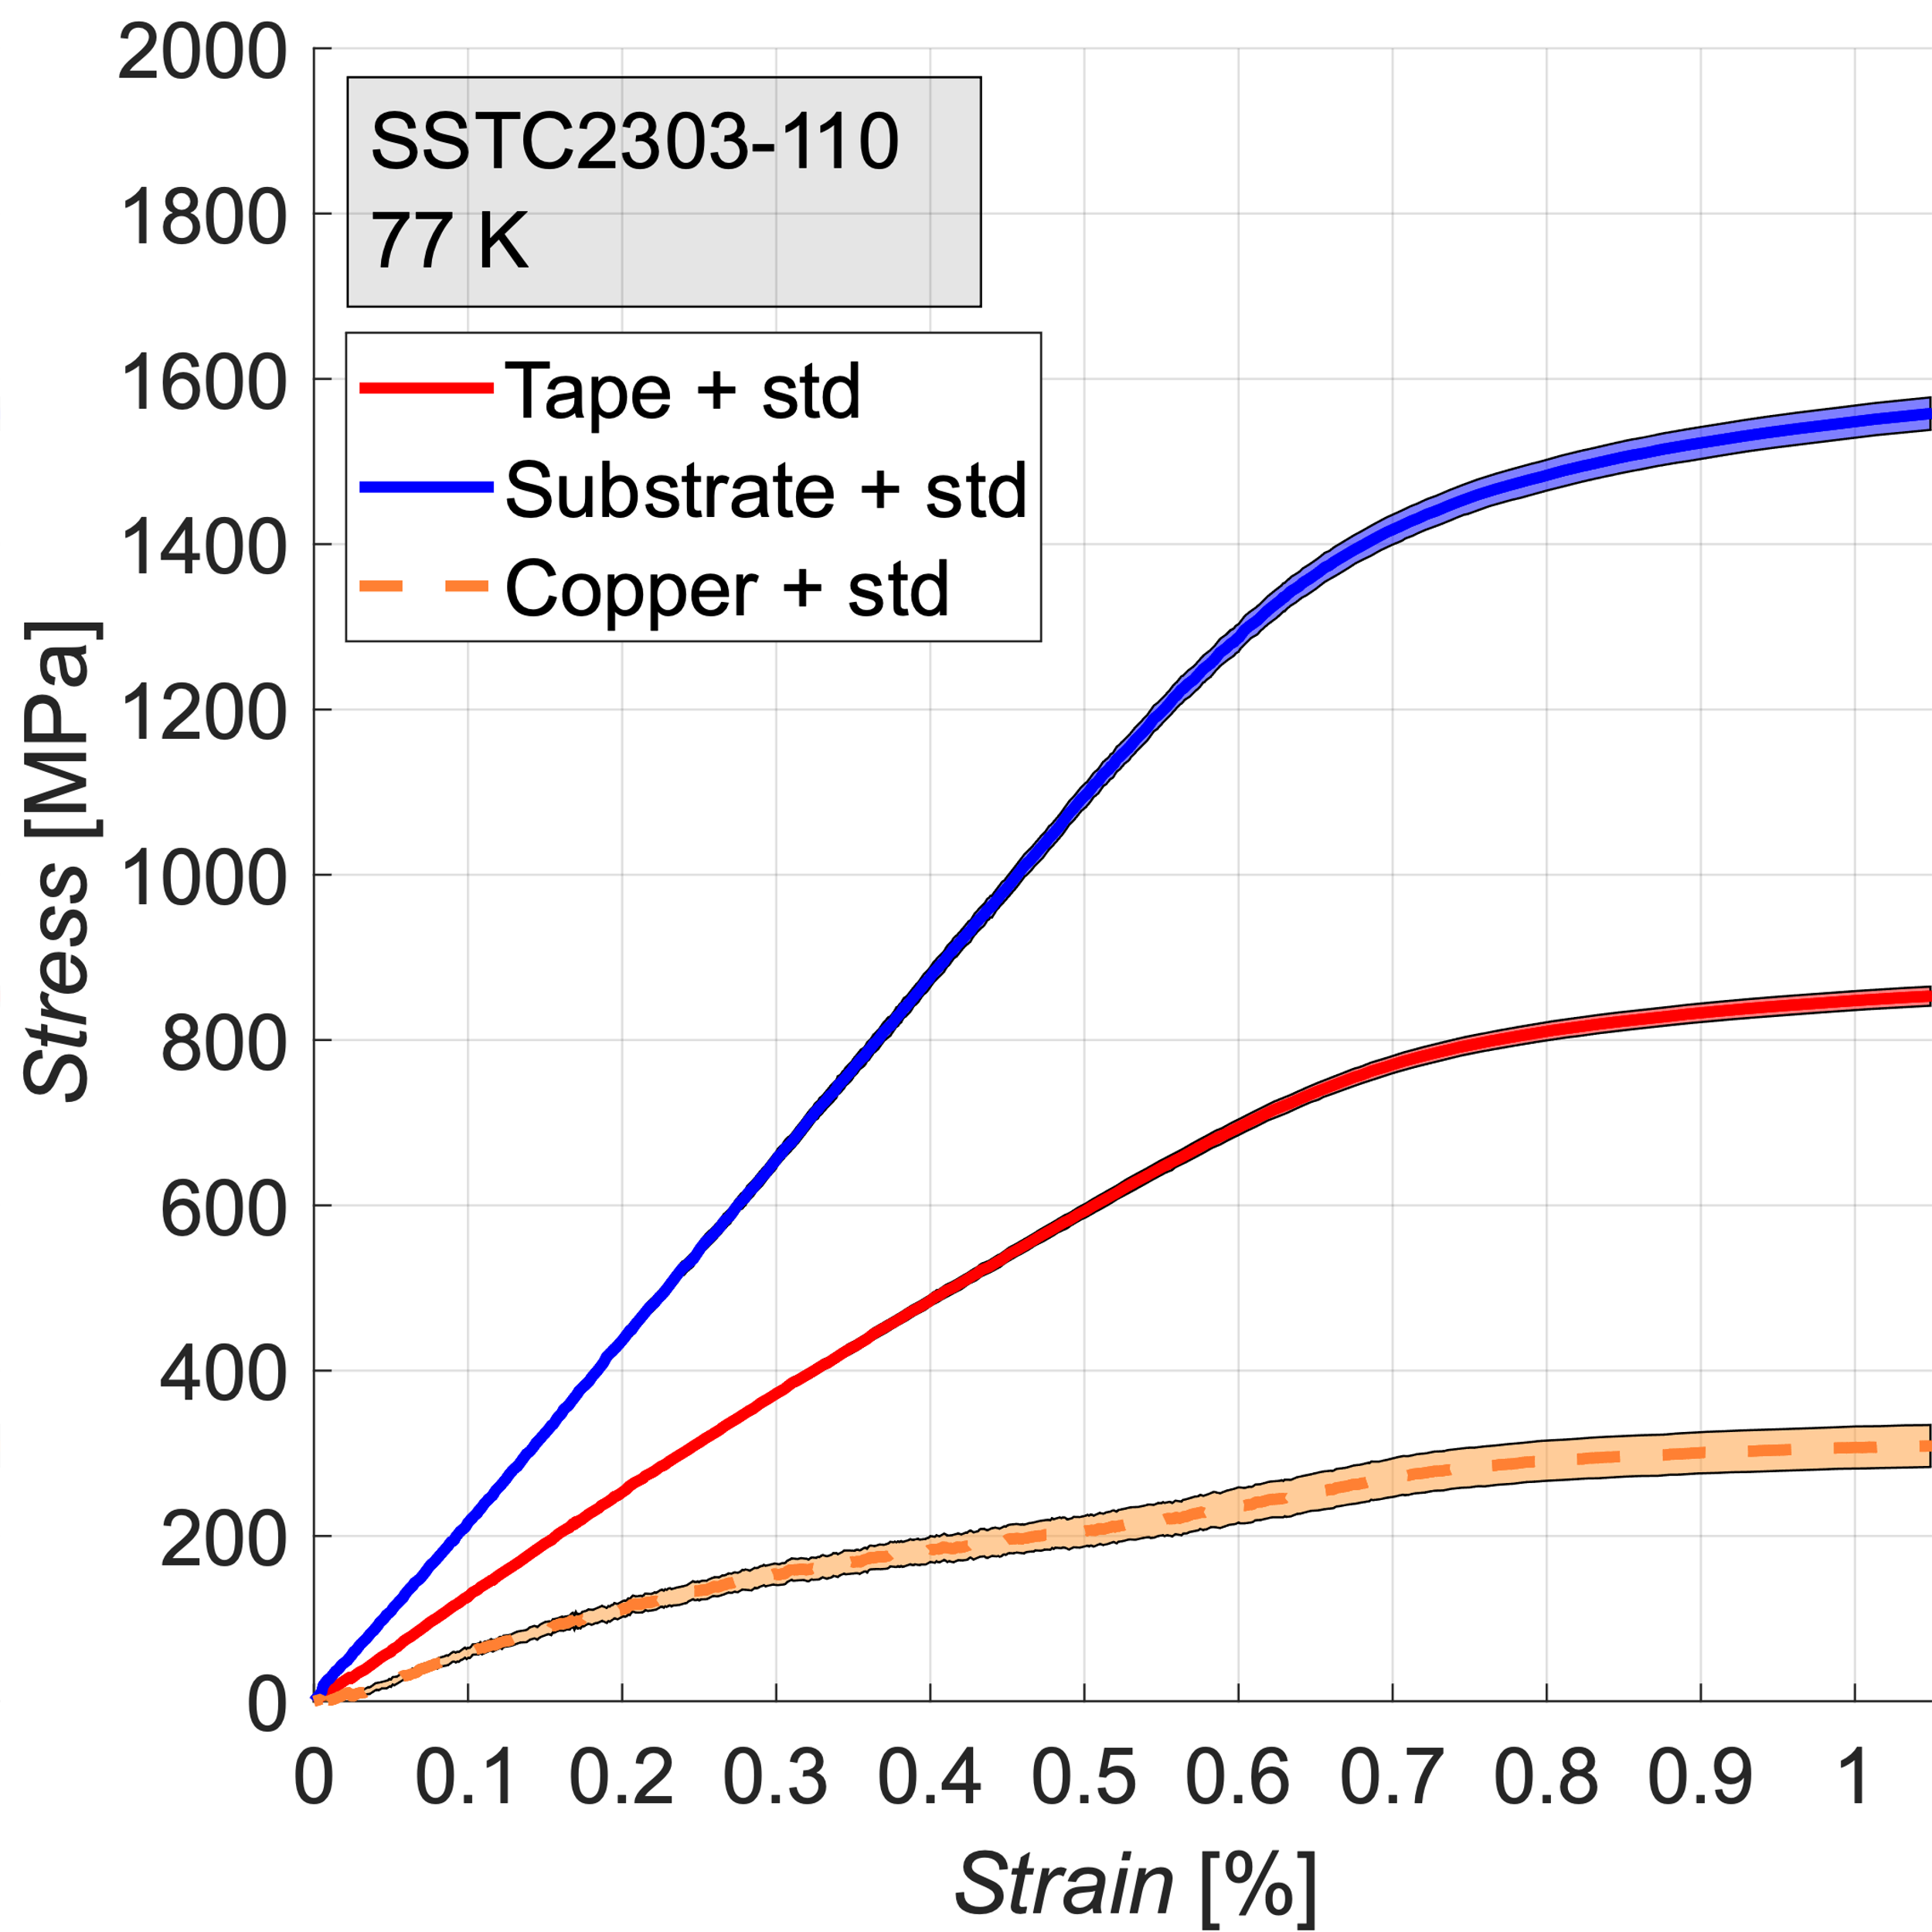 2000
1800
1600
1400
1200
1000
800
600
400
200
0
Stress [MPa]
SSTC2303-110
77 K
Tape + std
Substrate + std
Copper + std
0 0.1 0.2 0.3 0.4 0.5 0.6 0.7 0.8 0.9 1
Strain [%]